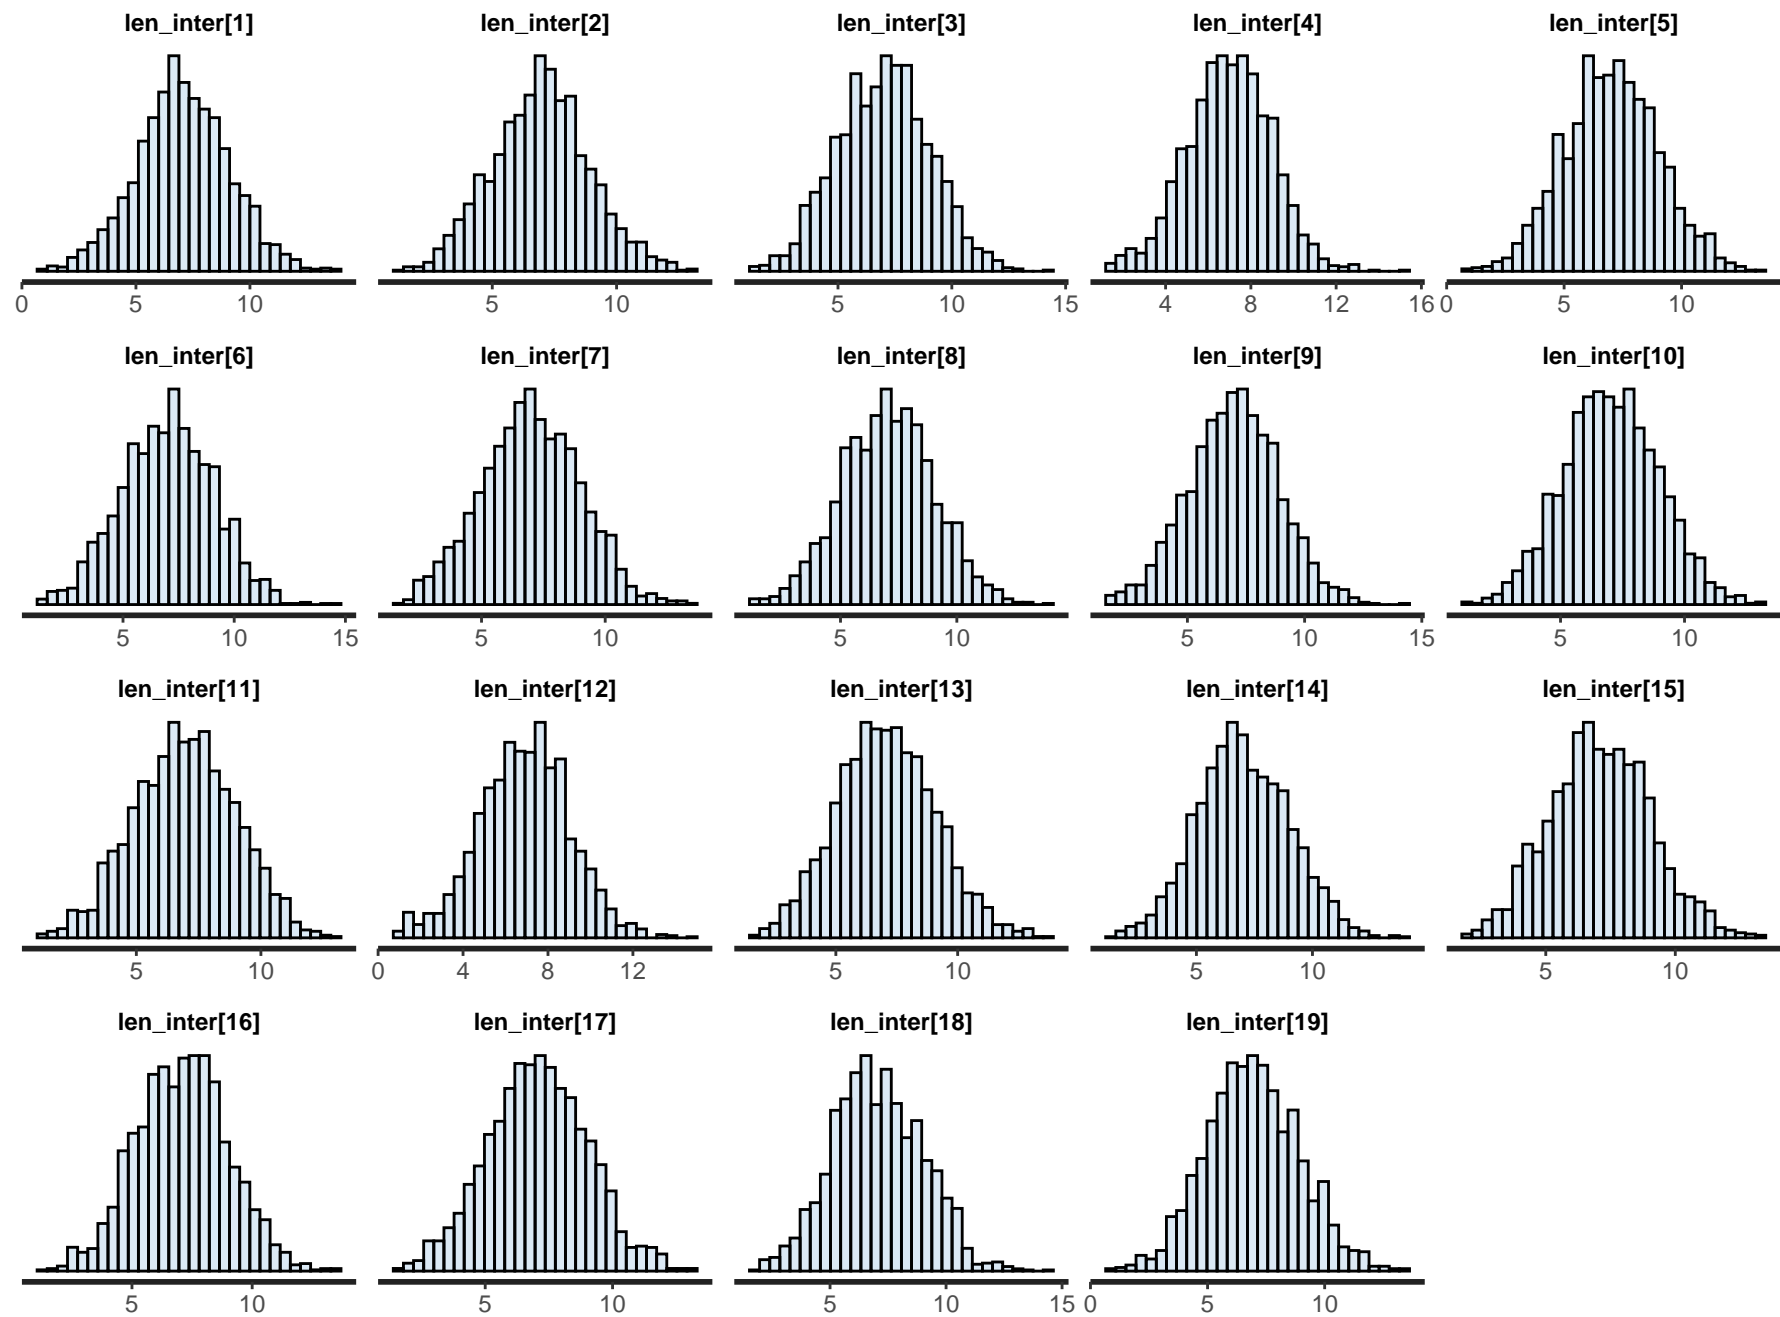 len_inter[1] len_inter[2] len_inter[3] len_inter[4] len_inter[5]
0 5 10 5 10 5 10 15 4 8 12 16 0 5 10
len_inter[6] len_inter[7] len_inter[8] len_inter[9] len_inter[10]
5 10 15 5 10 5 10 5 10 15 5 10
len_inter[11] len_inter[12] len_inter[13] len_inter[14] len_inter[15]
5 10 0 4 8 12 5 10 5 10 5 10
len_inter[16] len_inter[17] len_inter[18] len_inter[19]
5 10 5 10 5 10 15 0 5 10